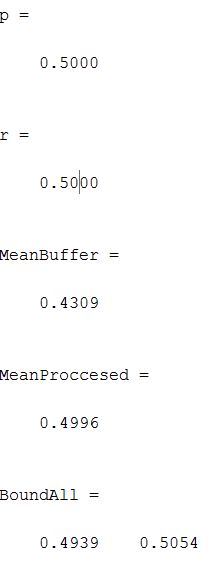 p =
0.5000
r =
0.5000
MeanBuffer =
0.4309
MeanProccesed =
0.4996
BoundAll =
0.4939 0.5054